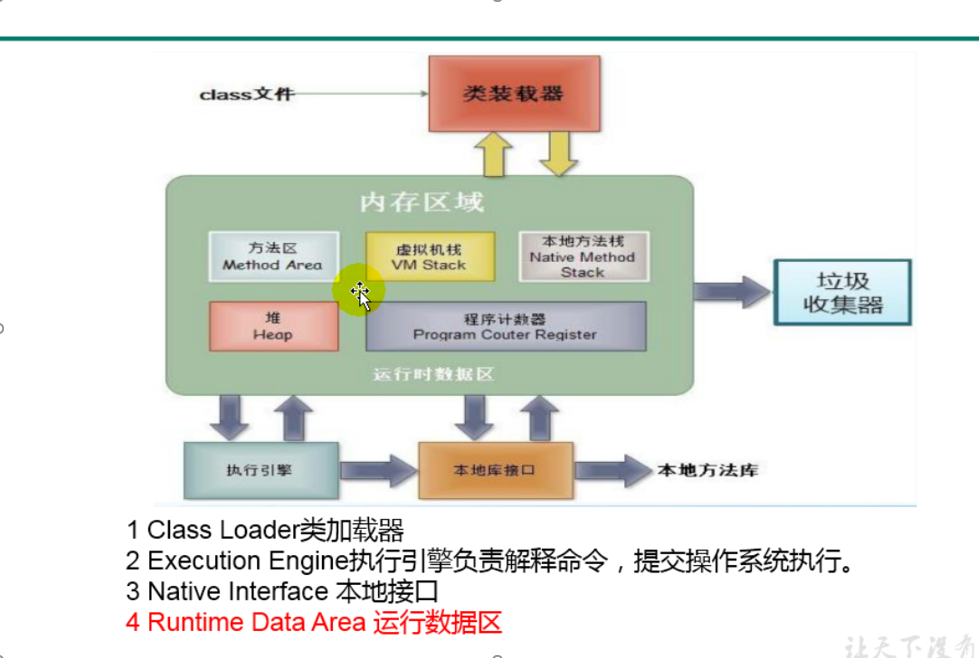 class文件
类装载器
内存区域
方法区
Method Area
虚拟机栈
VM Stack
本地方法栈
Native Method
Stack
堆
Heap
程序计数器
Program Couter Register
运行时数据区
垃圾
收集器
执行引擎
本地库接口
本地方法库
1 Class Loader类加载器
2 Execution Engine执行引擎负责解释命令，提交操作系统执行。
3 Native Interface 本地接口
4 Runtime Data Area 运行数据区
让天下没有